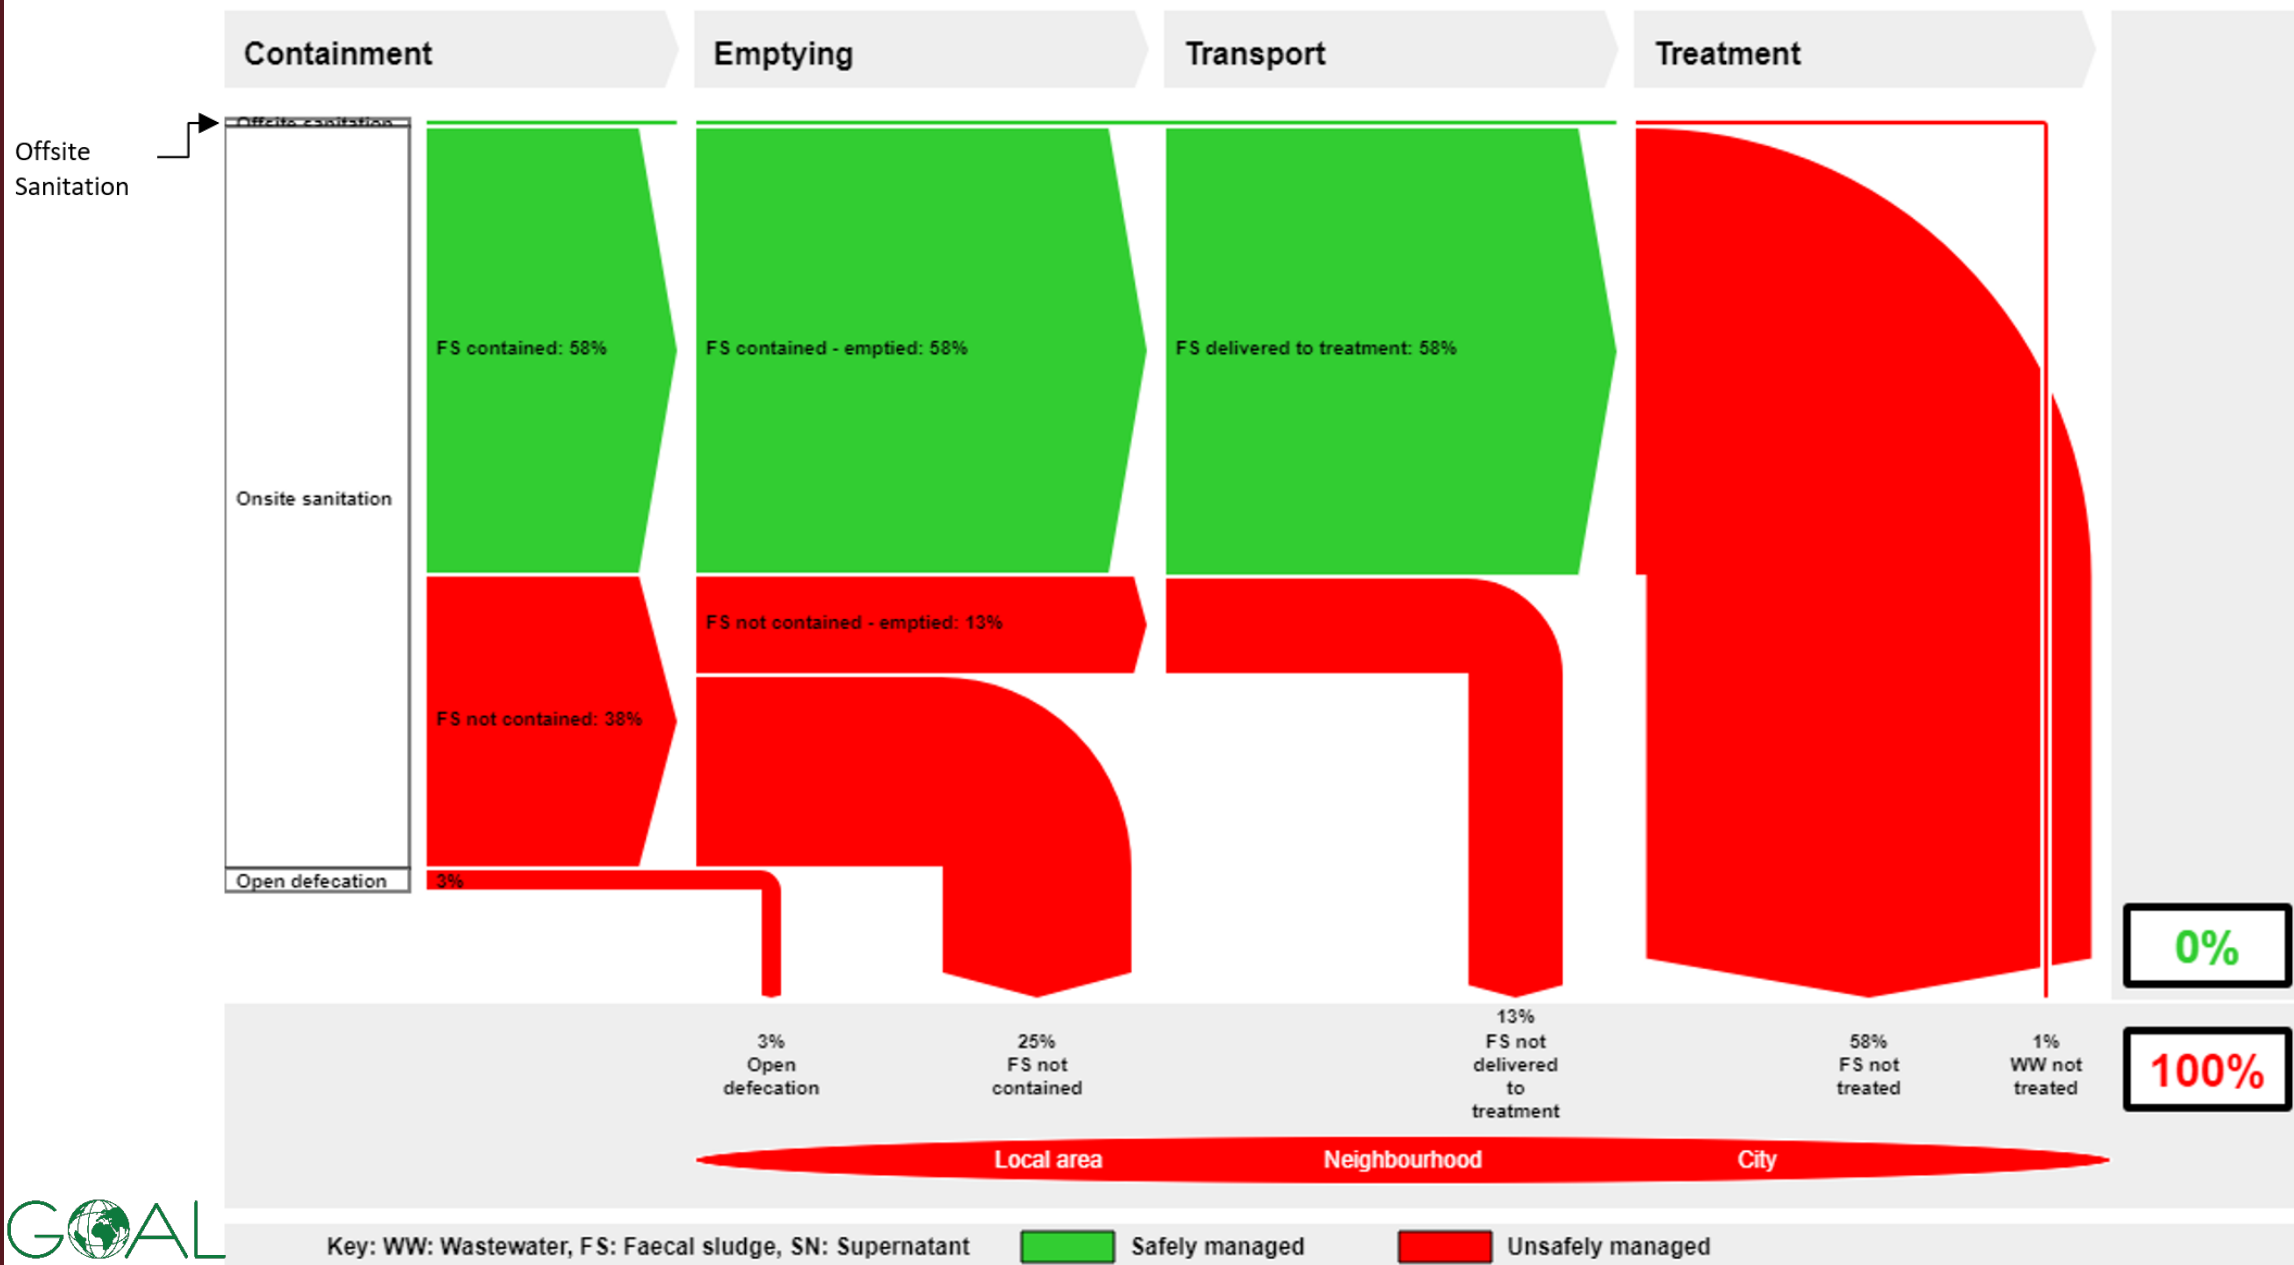 Containment
Emptying
Transport
Treatment
Offsite
Sanitation
Offsite sanitation
Onsite sanitation
Open defecation
FS contained: 58%
FS contained - emptied: 58%
FS delivered to treatment: 58%
FS not contained: 38%
FS not contained - emptied: 13%
3%
0%
100%
3%
Open
defecation
25%
FS not
contained
13%
FS not
delivered
to
treatment
58%
FS not
treated
1%
WW not
treated
Local area
Neighbourhood
City
GOAL
Key: WW: Wastewater, FS: Faecal sludge, SN: Supernatant
Safely managed
Unsafely managed